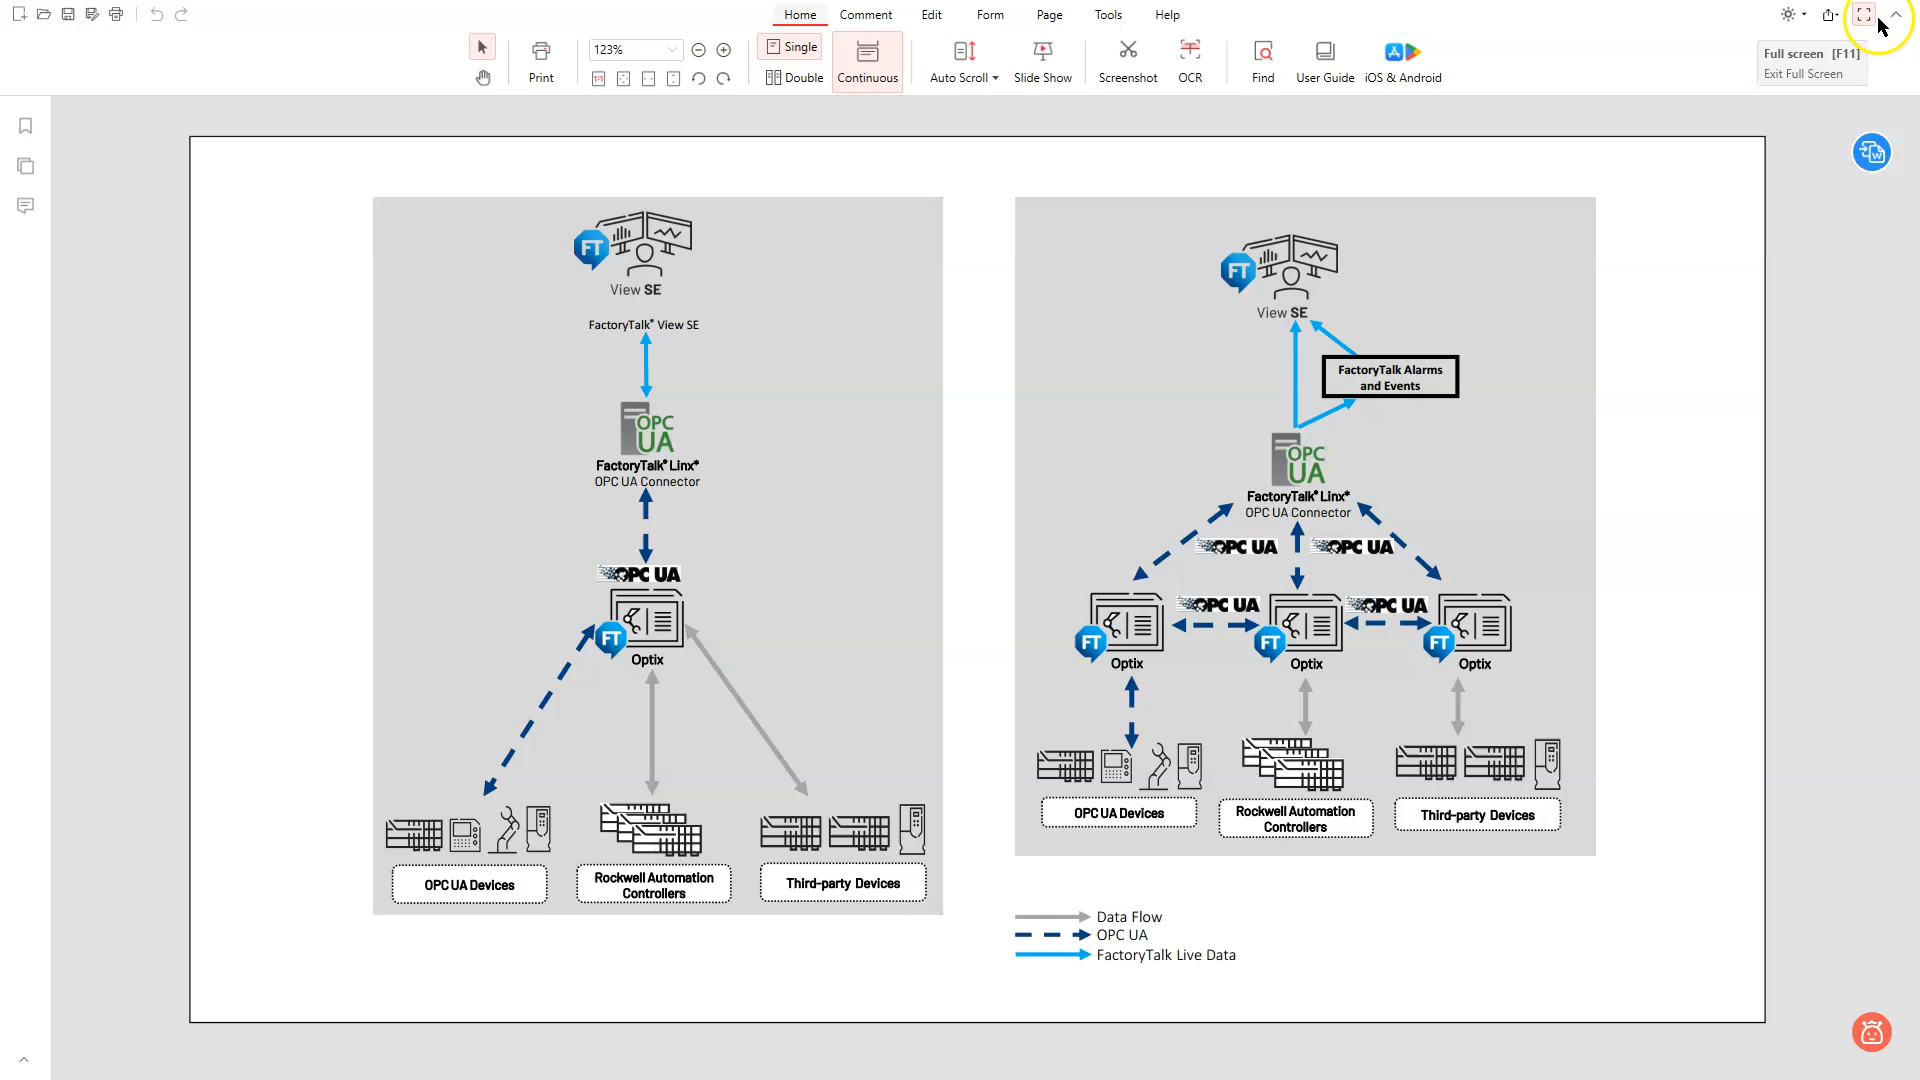 Home Comment Edit Form Page Tools Help
Full screen [F11]
Exit Full Screen
123%
Single
Double
Print
Continuous
Auto Scroll
Slide Show
Screenshot
OCR
Find
User Guide
iOS & Android
FT
View SE
FactoryTalk® View SE
OPC
UA
FactoryTalk® Linx*
OPC UA Connector
OPC UA
FT
Optix
OPC UA Devices
Rockwell Automation
Controllers
Third-party Devices
FT
View SE
FactoryTalk Alarms
and Events
OPC
UA
FactoryTalk® Linx*
OPC UA Connector
OPC UA OPC UA
OPC UA OPC UA
FT FT FT
Optix Optix Optix
OPC UA Devices
Rockwell Automation
Controllers
Third-party Devices
Data Flow
OPC UA
FactoryTalk Live Data